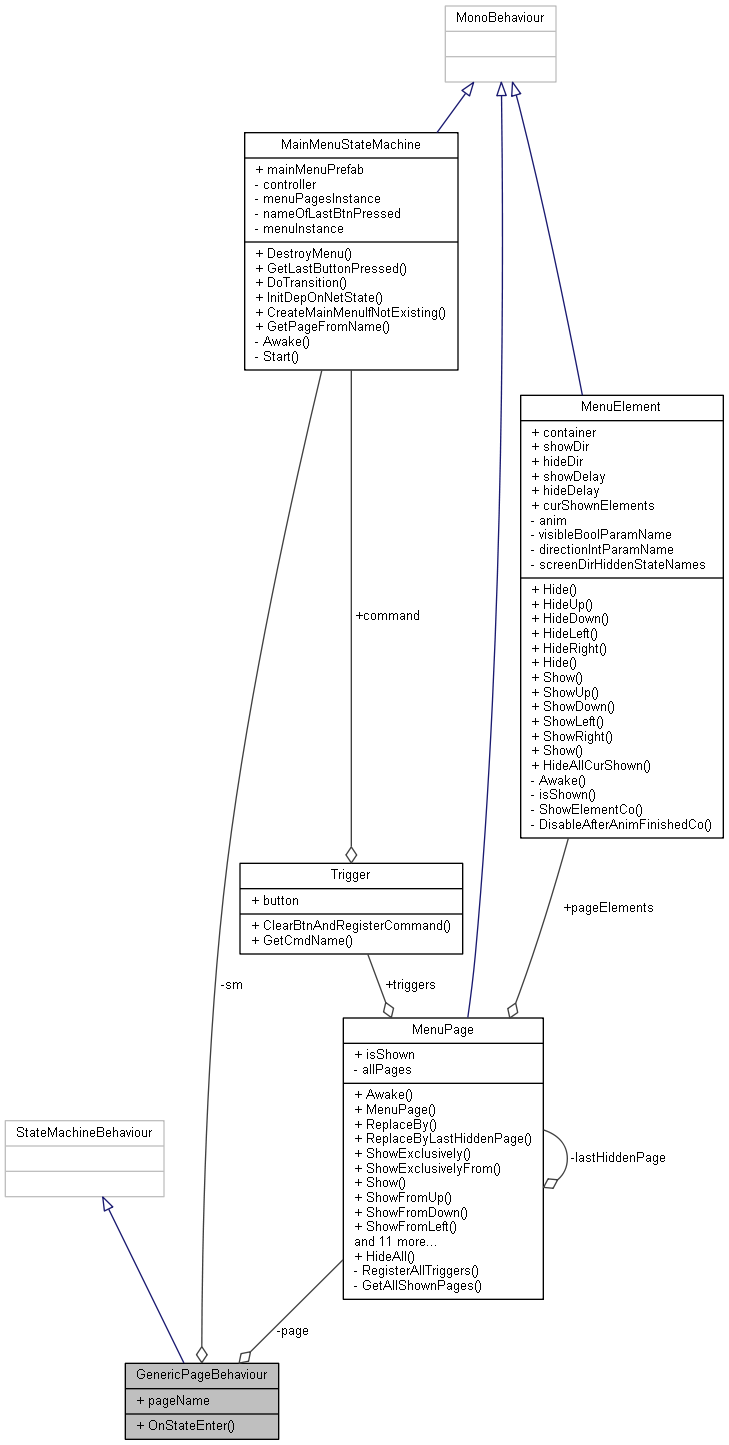 MonoBehaviour
MainMenuStateMachine
+ mainMenuPrefab
- controller
- menuPagesInstance
- nameOfLastBtnPressed
- menuInstance
+ DestroyMenu()
+ GetLastButtonPressed()
+ DoTransition()
+ InitDepOnNetState()
+ CreateMainMenuIfNotExisting()
+ GetPageFromName()
- Awake()
- Start()
MenuElement
+ container
+ showDir
+ hideDir
+ showDelay
+ hideDelay
+ curShownElements
- anim
- visibleBoolParamName
- directionIntParamName
- screenDirHiddenStateNames
+ Hide()
+ HideUp()
+ HideDown()
+ HideLeft()
+ HideRight()
+ Hide()
+ Show()
+ ShowUp()
+ ShowDown()
+ ShowLeft()
+ ShowRight()
+ Show()
+ HideAllCurShown()
- Awake()
- isShown()
- ShowElementCo()
- DisableAfterAnimFinishedCo()
+command
Trigger
+ button
+ ClearBtnAndRegisterCommand()
+ GetCmdName()
+pageElements
-sm
+triggers
MenuPage
+ isShown
- allPages
+ Awake()
+ MenuPage()
+ ReplaceBy()
+ ReplaceByLastHiddenPage()
+ ShowExclusively()
+ ShowExclusivelyFrom()
+ Show()
+ ShowFromUp()
+ ShowFromDown()
+ ShowFromLeft()
and 11 more...
+ HideAll()
- RegisterAllTriggers()
- GetAllShownPages()
-lastHiddenPage
StateMachineBehaviour
-page
GenericPageBehaviour
+ pageName
+ OnStateEnter()